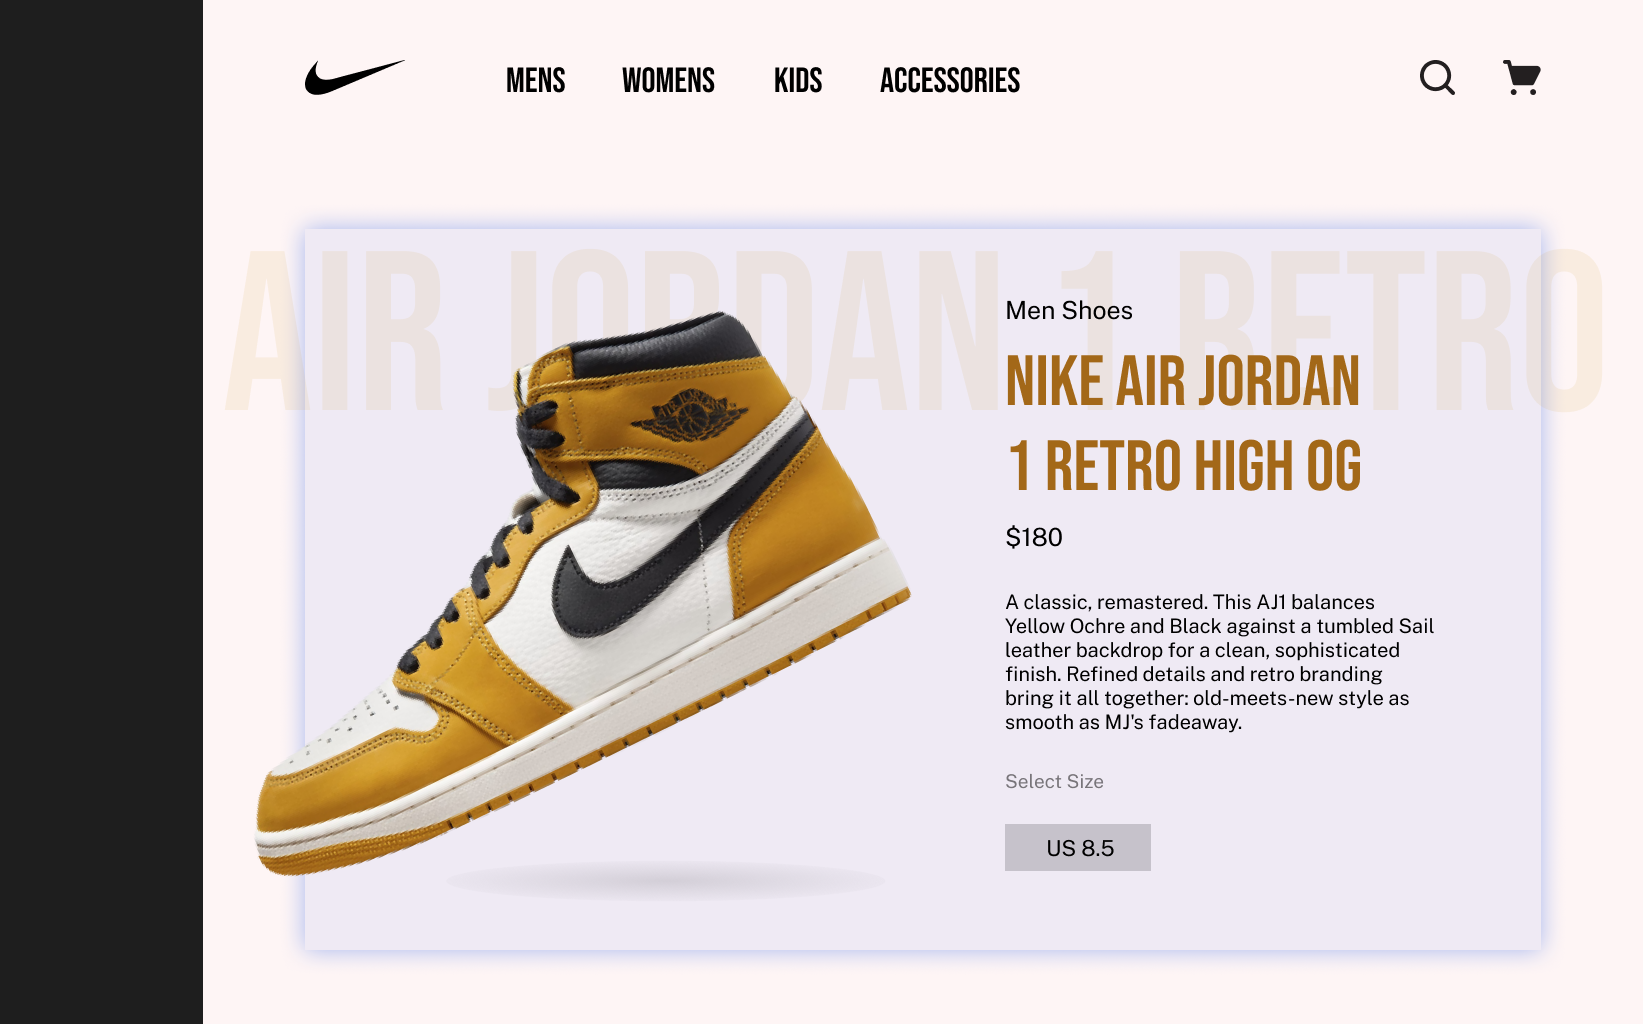 MENS
WOMENS
KIDS
ACCESSORIES
AIR JORDAN 1 RETRO
AIR JORDAN
Men Shoes
NIKE AIR JORDAN
1 RETRO HIGH OG
$180
A classic, remastered. This AJ1 balances
Yellow Ochre and Black against a tumbled Sail
leather backdrop for a clean, sophisticated
finish. Refined details and retro branding
bring it all together: old-meets-new style as
smooth as MJ's fadeaway.
Select Size
US 8.5